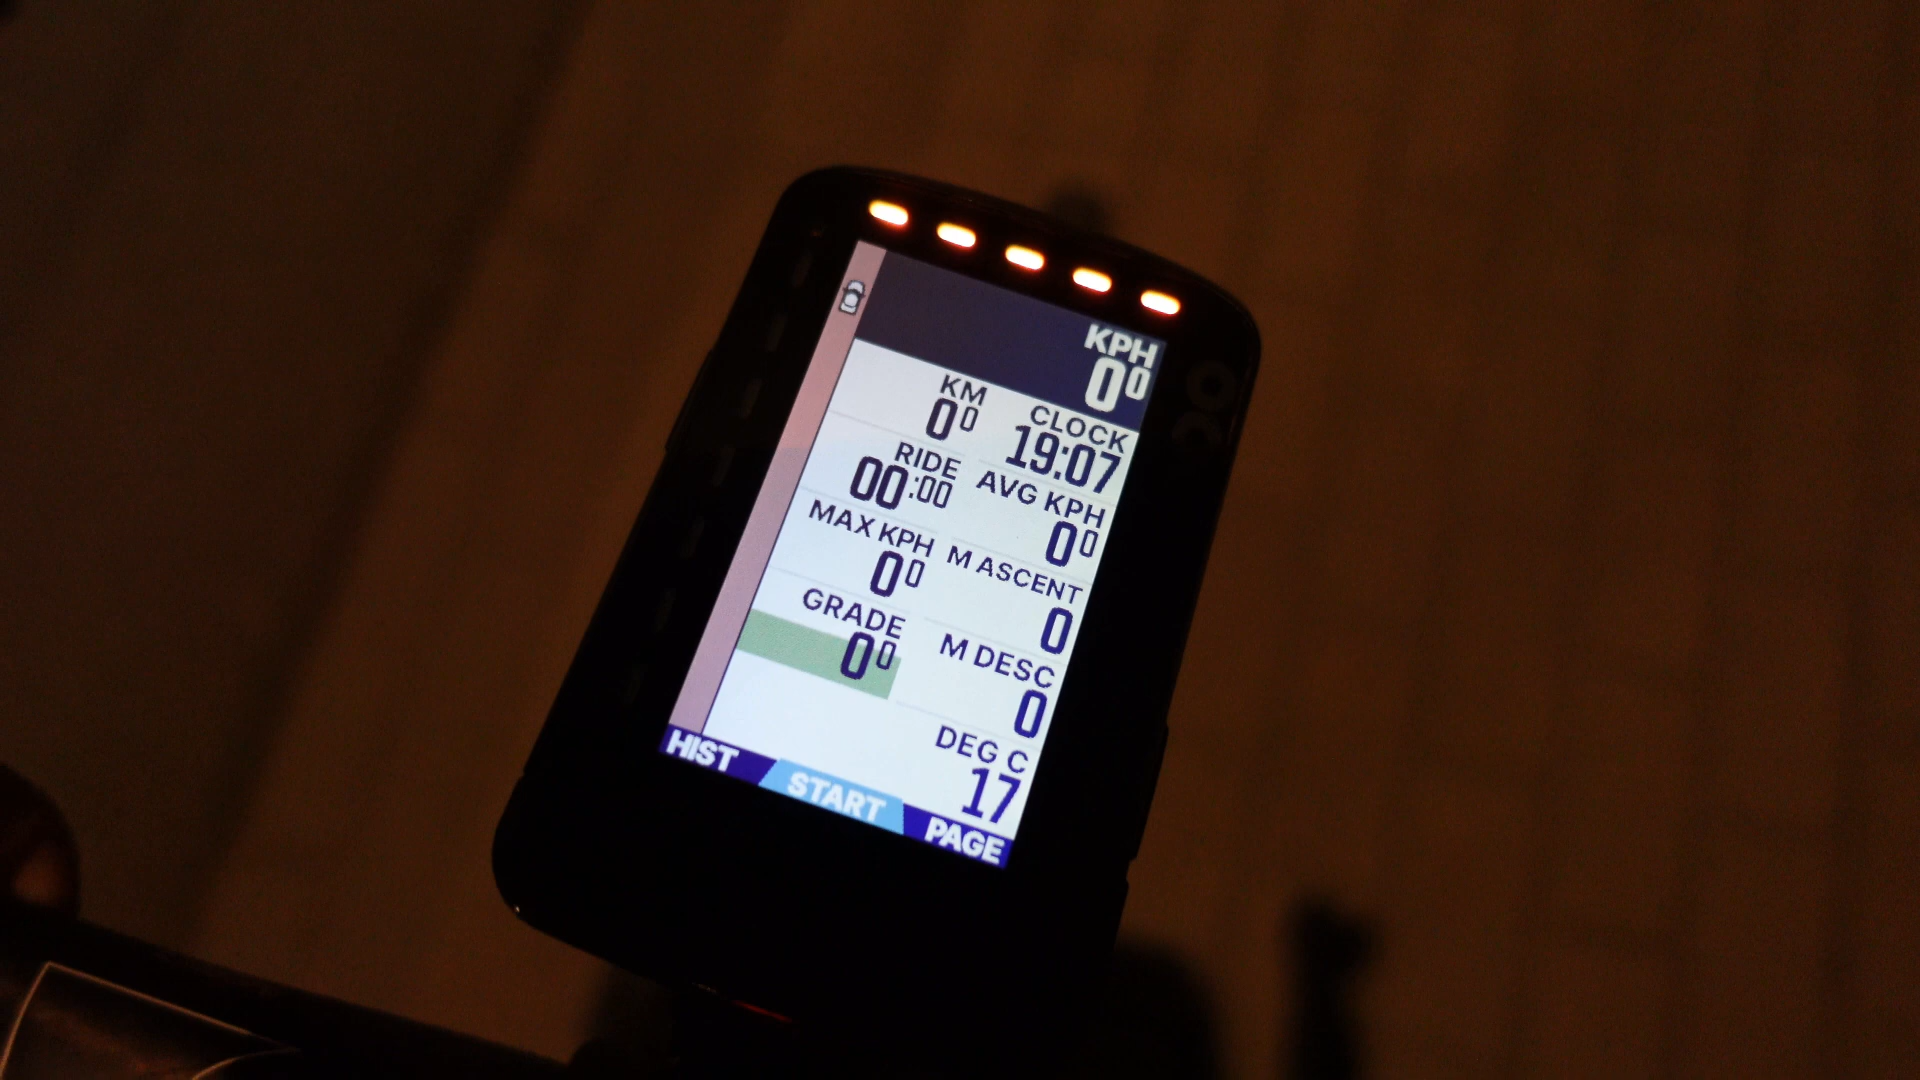 KPH
0⁰
KM
0⁰
CLOCK
19:07
RIDE
00:00
AVG KPH
0⁰
MAX KPH
0⁰
M ASCENT
0
GRADE
0⁰
M DESC
0
DEG C
17
HIST START PAGE